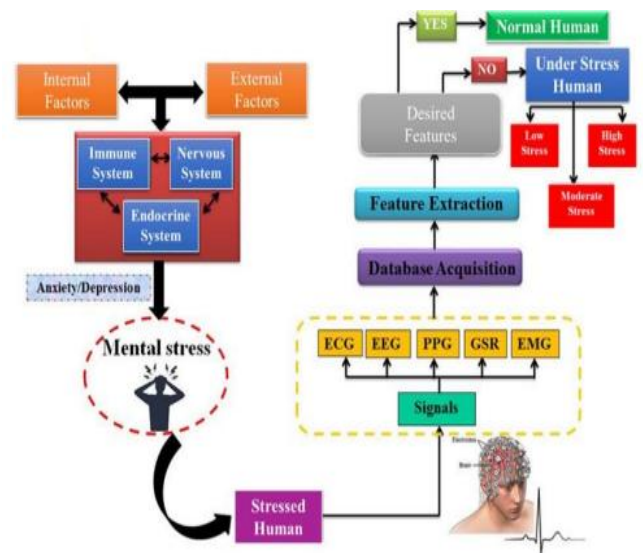 Internal
Factors
External
Factors
Immune
System
Nervous
System
Endocrine
System
Anxiety/Depression
Mental stress
Stressed
Human
Signals
ECG
EEG
PPG
GSR
EMG
Database Acquisition
Feature Extraction
Desired
Features
YES
Normal Human
NO
Under Stress
Human
Low
Stress
High
Stress
Moderate
Stress
Electrodes
Brain